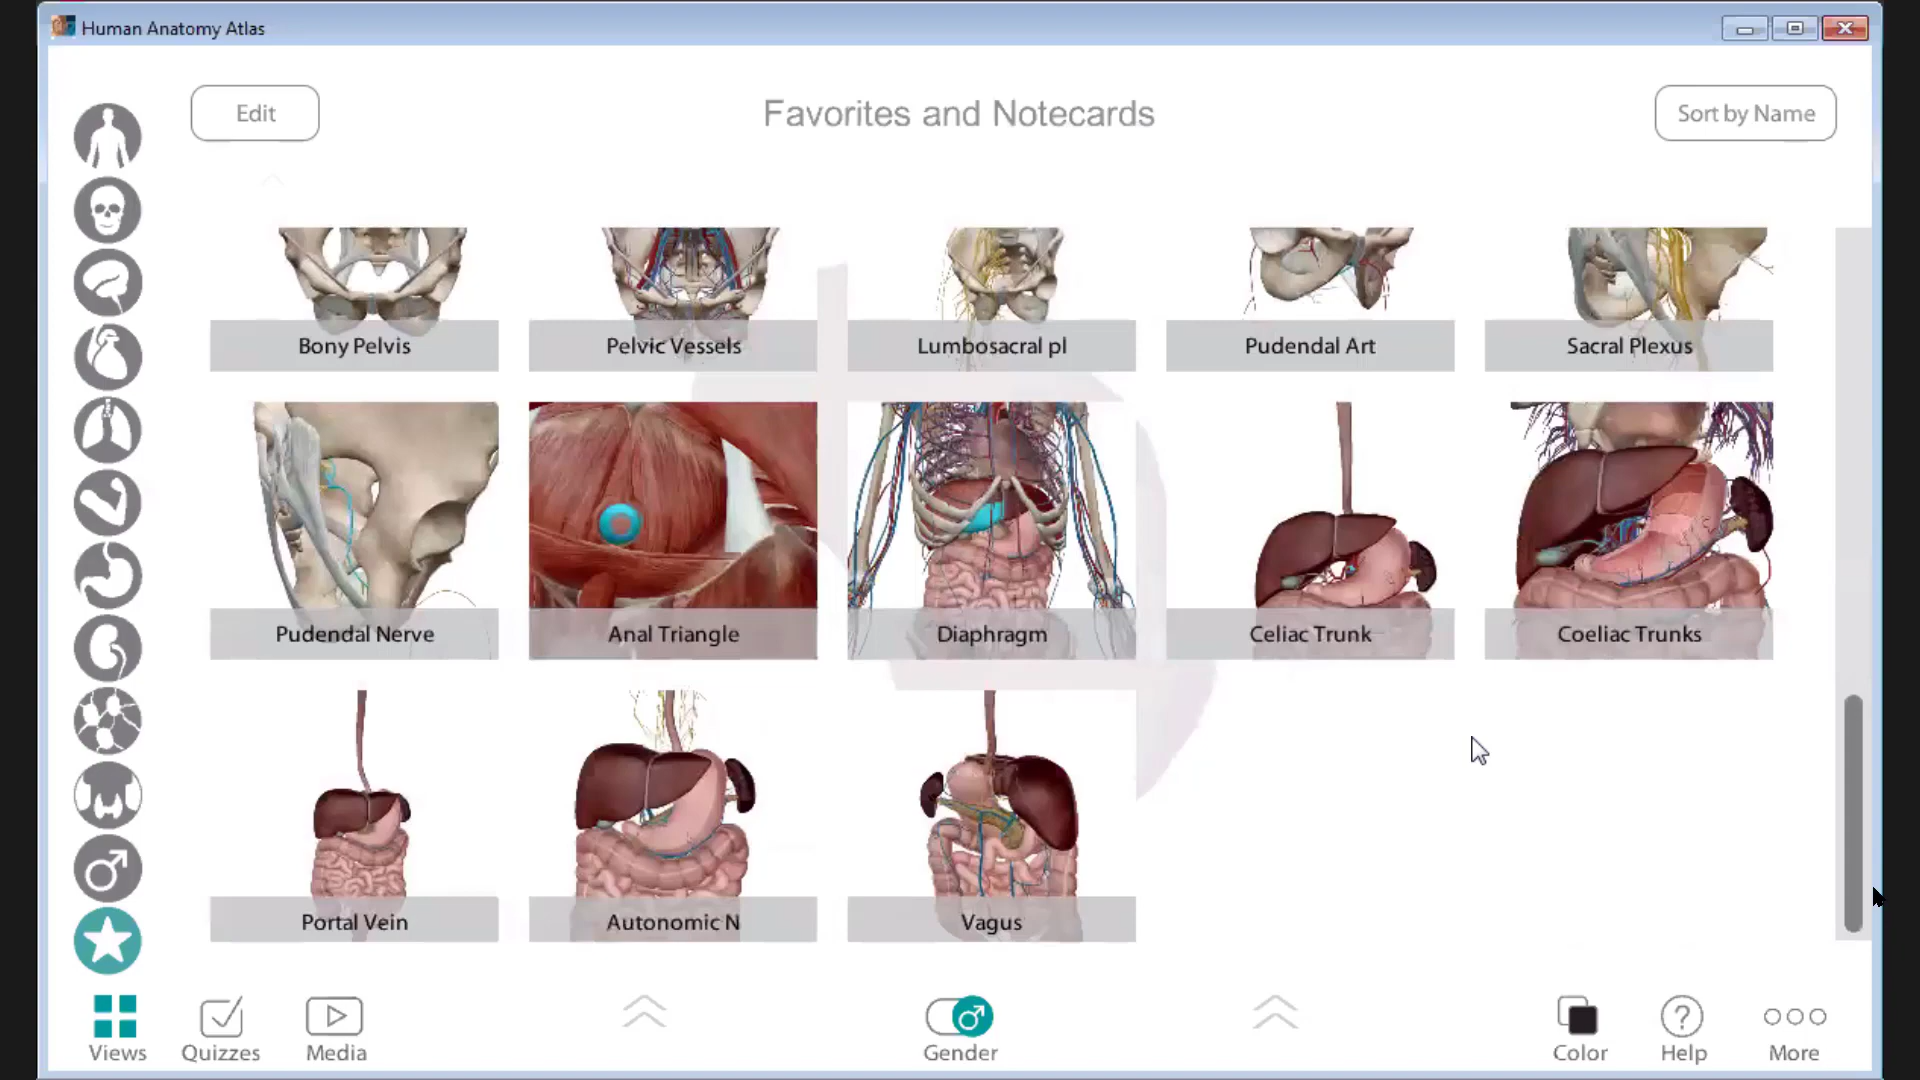 Human Anatomy Atlas
Edit
Favorites and Notecards
Sort by Name
Bony Pelvis
Pelvic Vessels
Lumbosacral pl
Pudendal Art
Sacral Plexus
Pudendal Nerve
Anal Triangle
Diaphragm
Celiac Trunk
Coeliac Trunks
Portal Vein
Autonomic N
Vagus
Views
Quizzes
Media
Gender
Color
Help
More